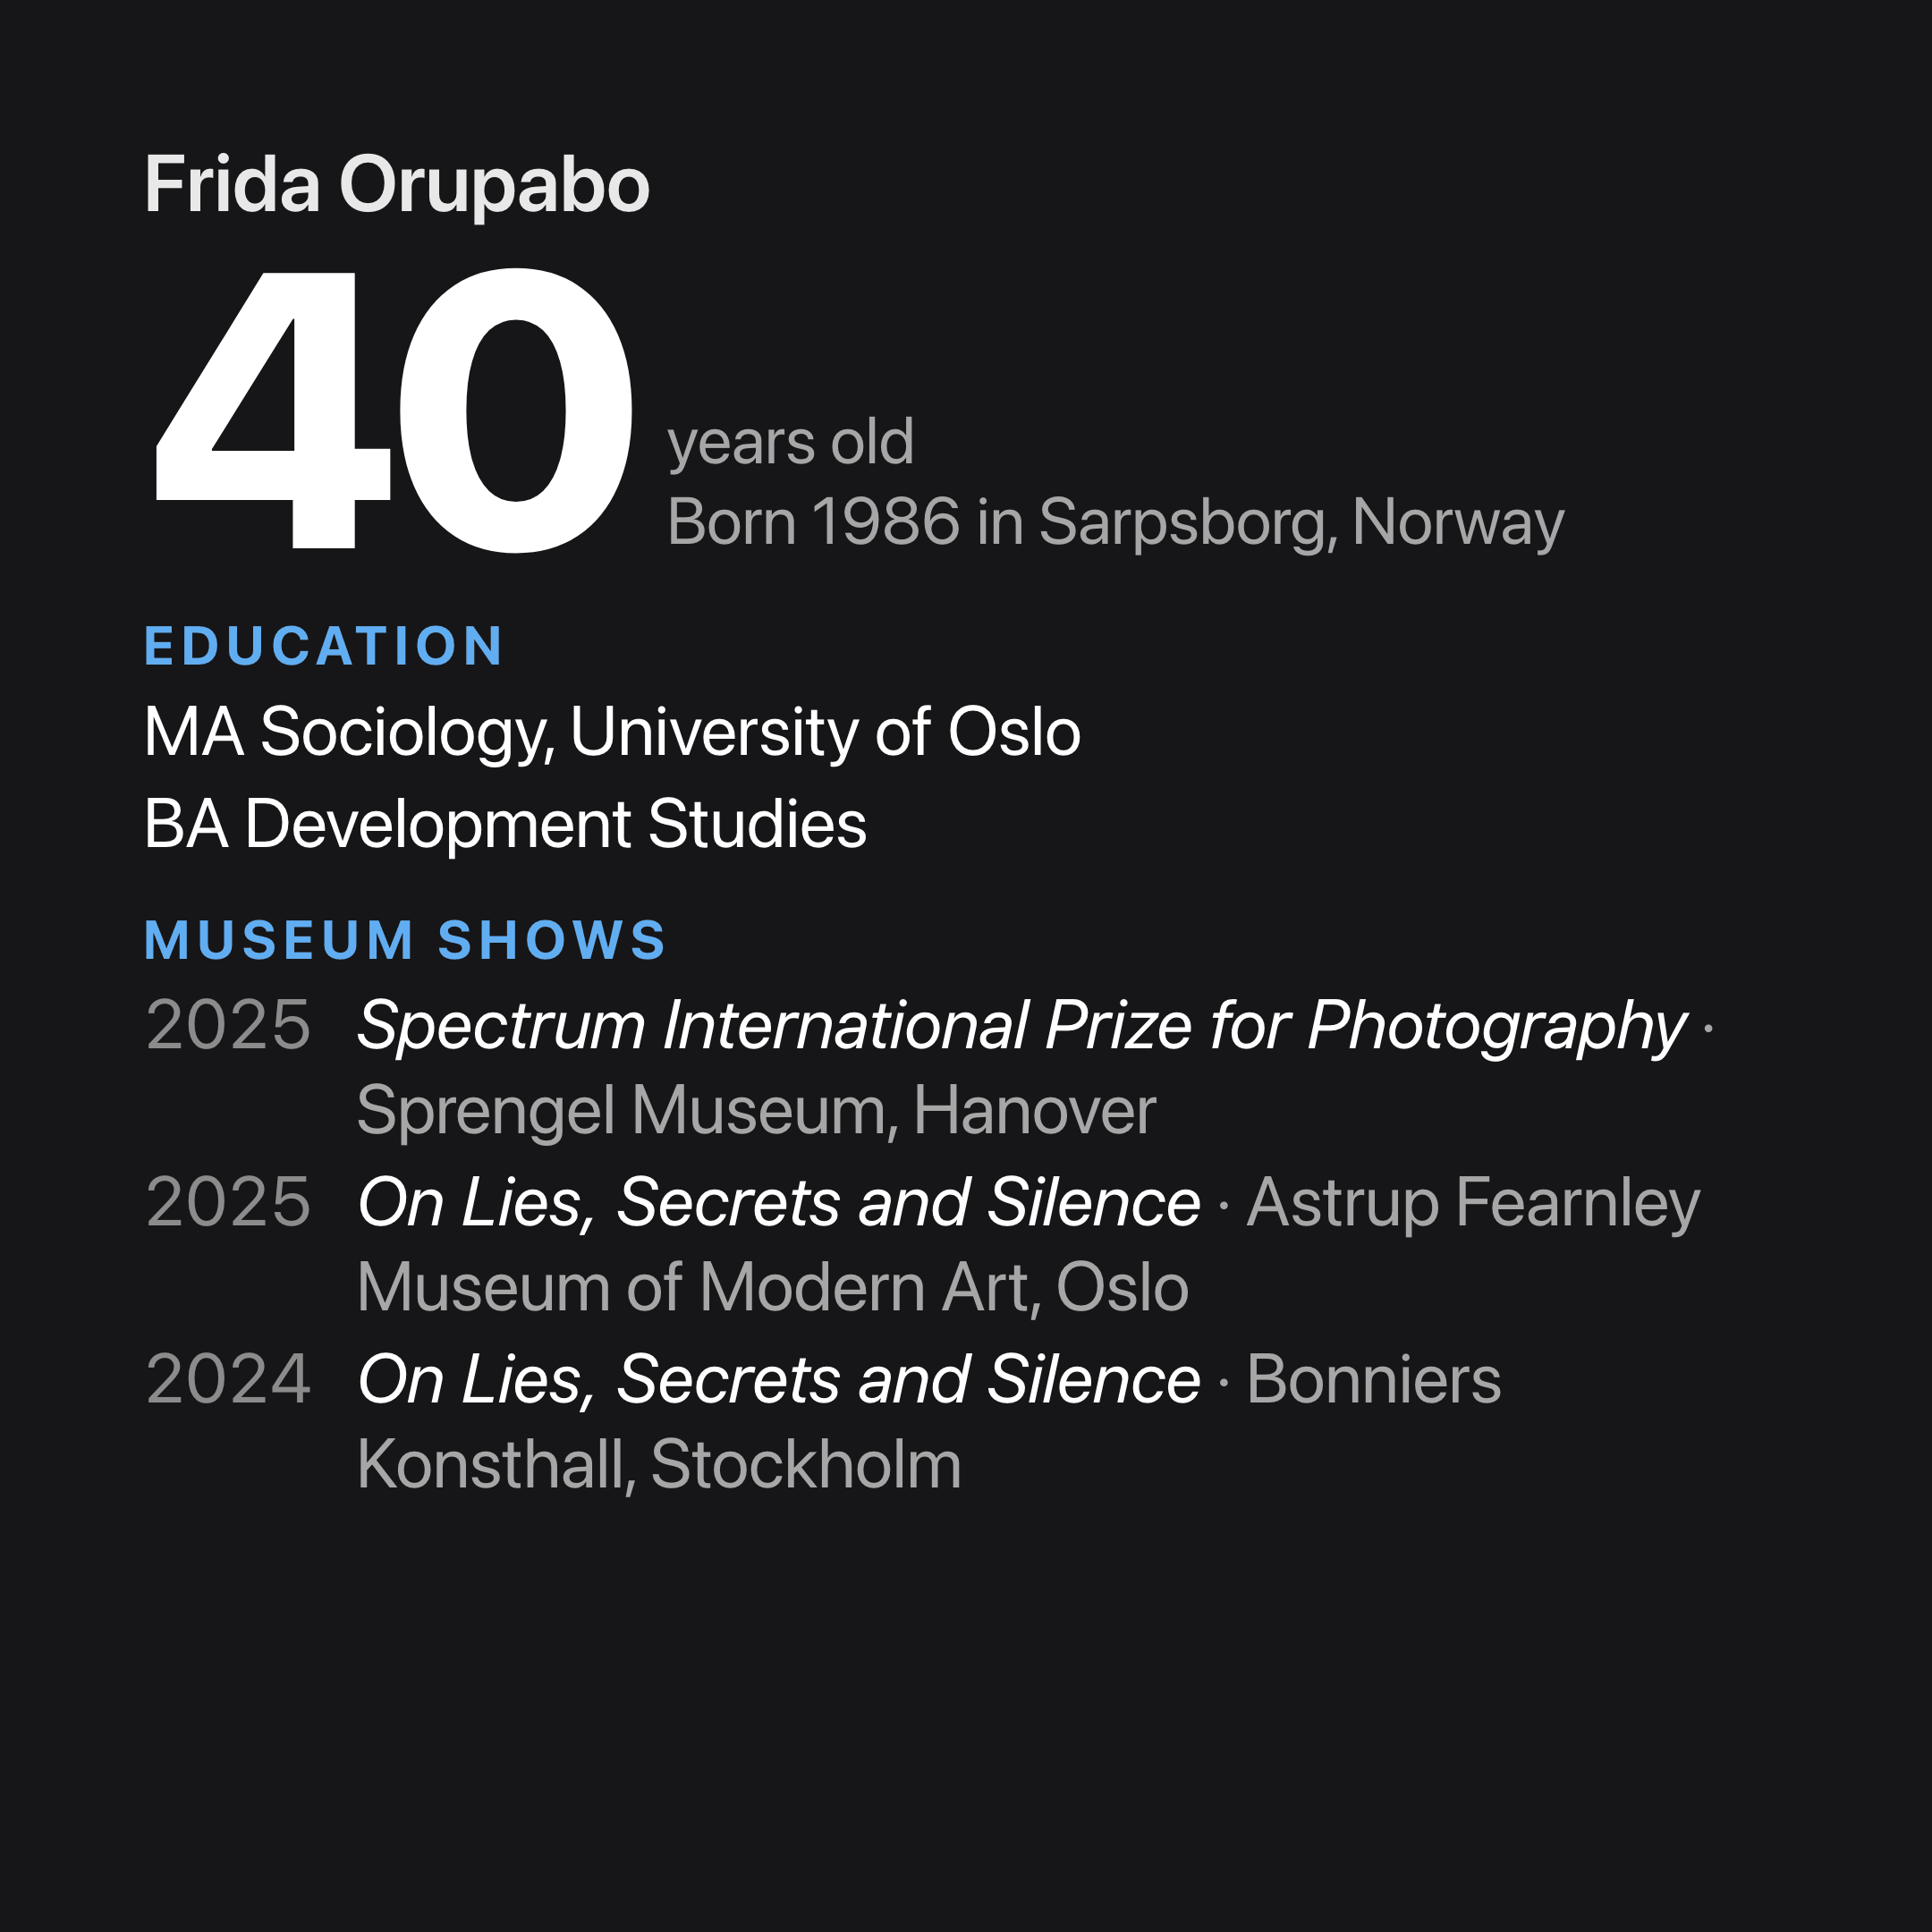 Frida Orupabo
40 years old
Born 1986 in Sarpsborg, Norway
EDUCATION
MA Sociology, University of Oslo
BA Development Studies
MUSEUM SHOWS
2025 Spectrum International Prize for Photography ·
Sprengel Museum, Hanover
2025 On Lies, Secrets and Silence · Astrup Fearnley
Museum of Modern Art, Oslo
2024 On Lies, Secrets and Silence · Bonniers
Konsthall, Stockholm